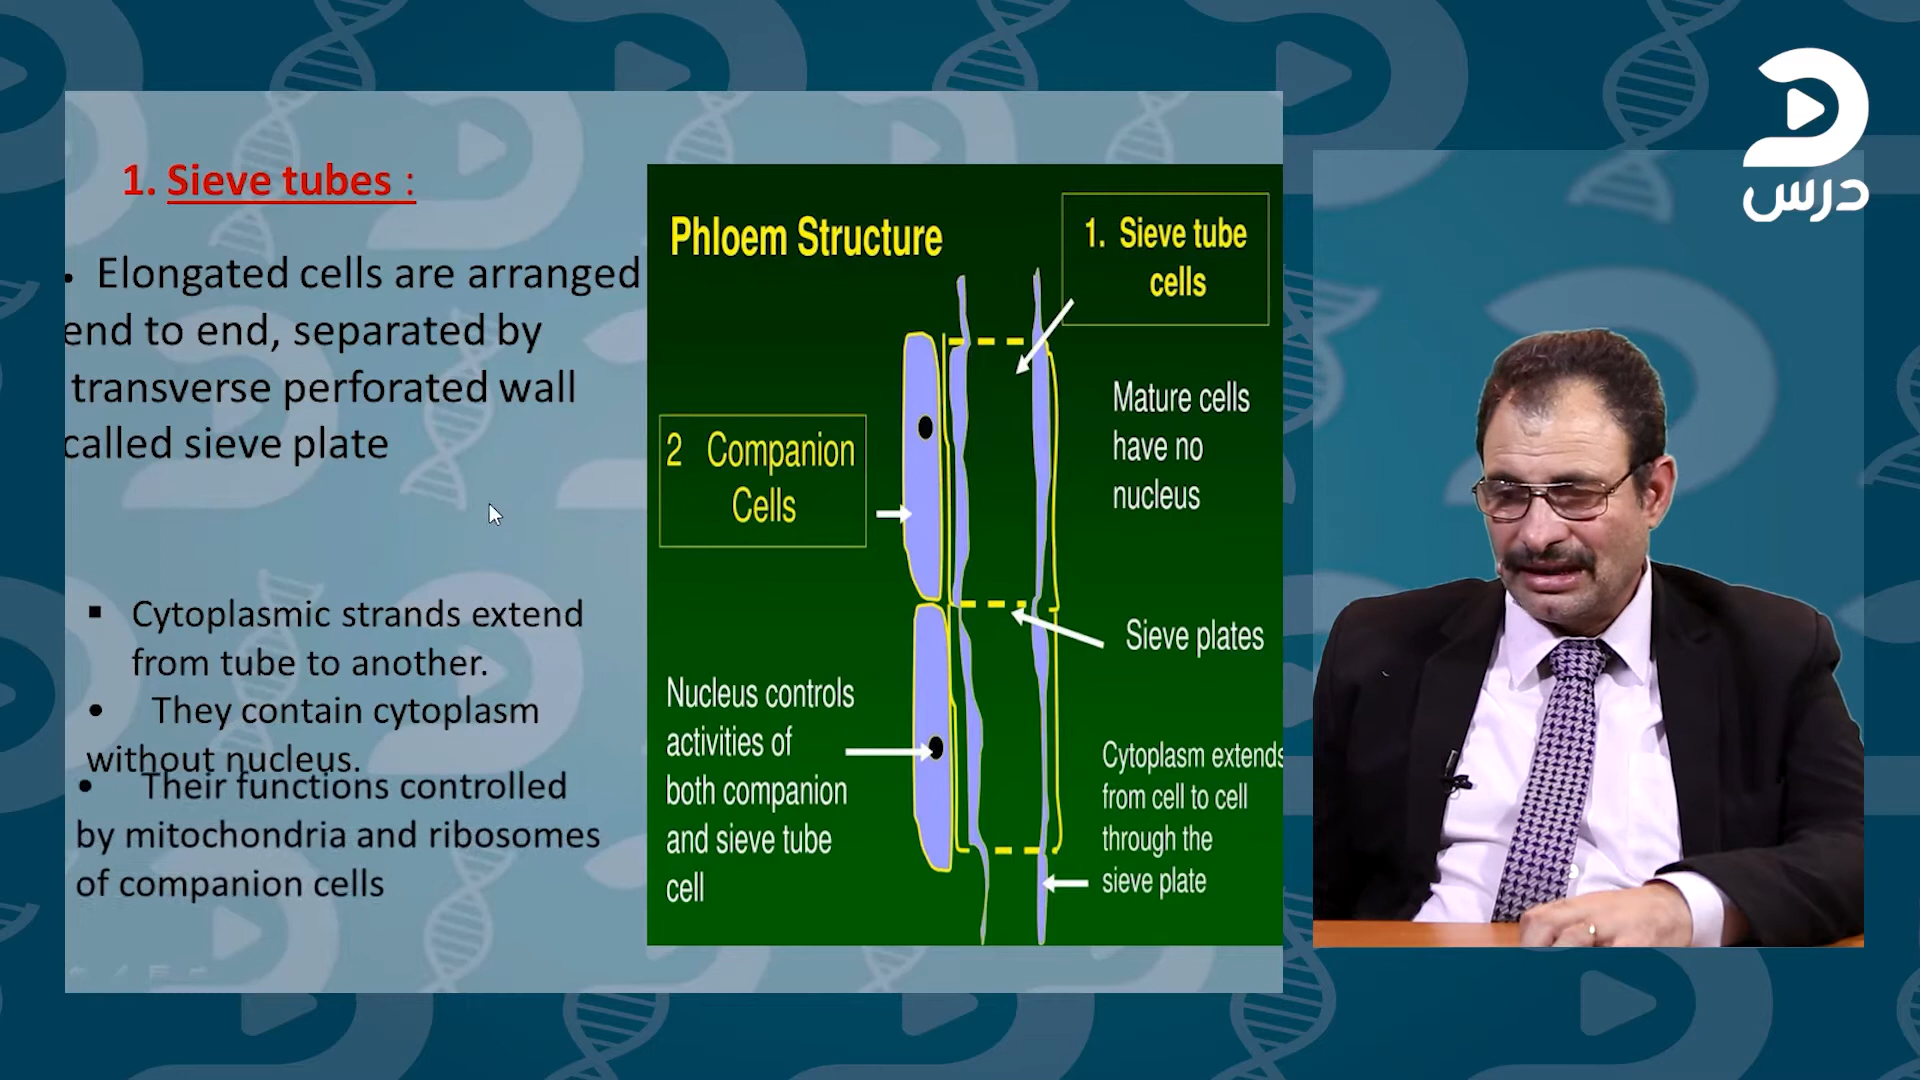 1. Sieve tubes :
• Elongated cells are arranged
end to end, separated by
transverse perforated wall
called sieve plate
▪ Cytoplasmic strands extend
from tube to another.
• They contain cytoplasm
without nucleus.
• Their functions controlled
by mitochondria and ribosomes
of companion cells
Phloem Structure
1. Sieve tube
cells
2 Companion
Cells
Mature cells
have no
nucleus
Sieve plates
Nucleus controls
activities of
both companion
and sieve tube
cell
Cytoplasm extends
from cell to cell
through the
sieve plate
درس